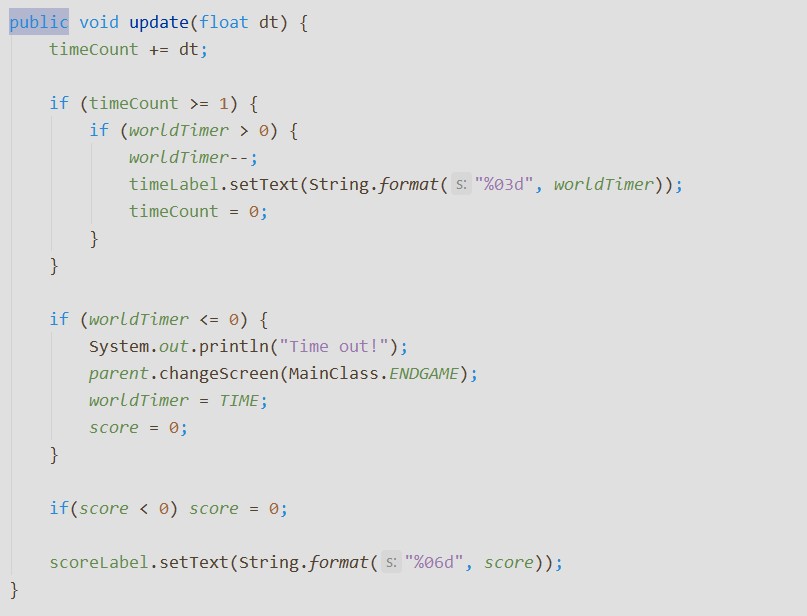 public void update(float dt) {
    timeCount += dt;

    if (timeCount >= 1) {
        if (worldTimer > 0) {
            worldTimer--;
            timeLabel.setText(String.format( s: "%03d", worldTimer));
            timeCount = 0;
        }
    }

    if (worldTimer <= 0) {
        System.out.println("Time out!");
        parent.changeScreen(MainClass.ENDGAME);
        worldTimer = TIME;
        score = 0;
    }

    if(score < 0) score = 0;

    scoreLabel.setText(String.format( s: "%06d", score));
}